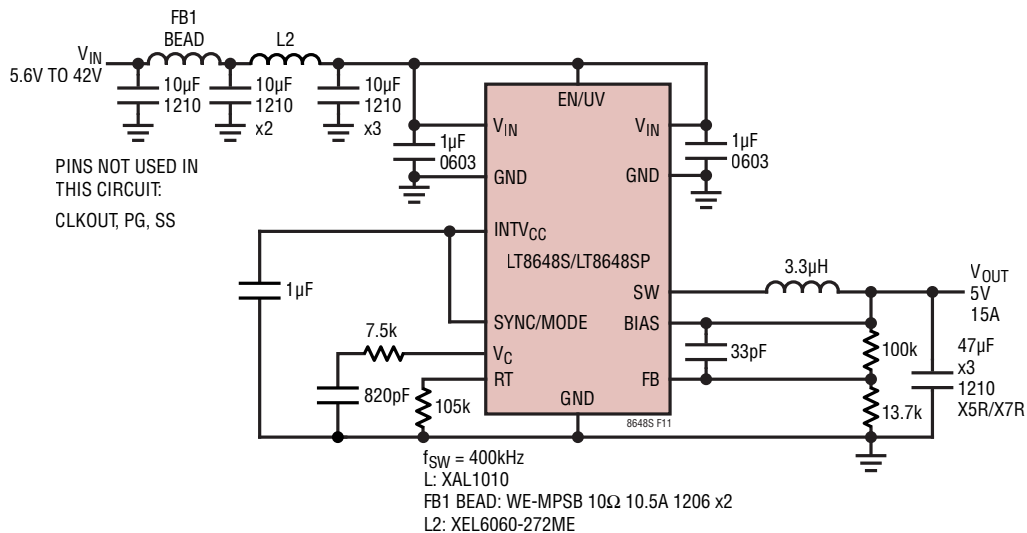 FB1
BEAD
L2
V_IN
5.6V TO 42V
10µF
1210
10µF
1210
x2
10µF
1210
x3
PINS NOT USED IN
THIS CIRCUIT:
CLKOUT, PG, SS
EN/UV
V_IN
V_IN
1µF
0603
1µF
0603
GND
GND
INTV_CC
LT8648S/LT8648SP
1µF
SW
3.3µH
V_OUT
5V
15A
SYNC/MODE
BIAS
7.5k
V_C
33pF
100k
47µF
x3
1210
X5R/X7R
820pF
RT
105k
FB
13.7k
GND
8648S F11
f_SW = 400kHz
L: XAL1010
FB1 BEAD: WE-MPSB 10Ω 10.5A 1206 x2
L2: XEL6060-272ME